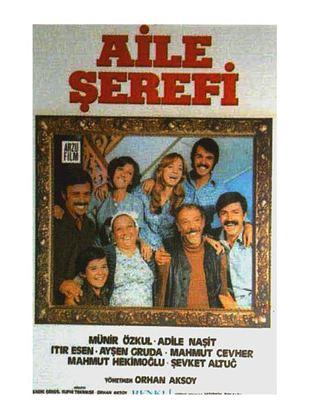 AİLE
ŞEREFİ
ARZU
FİLM
MÜNİR ÖZKUL · ADİLE NAŞİT
ITIR ESEN · AYŞEN GRUDA · MAHMUT CEVHER
MAHMUT HEKİMOĞLU · ŞEVKET ALTUĞ
YÖNETMEN ORHAN AKSOY
RENKLİ